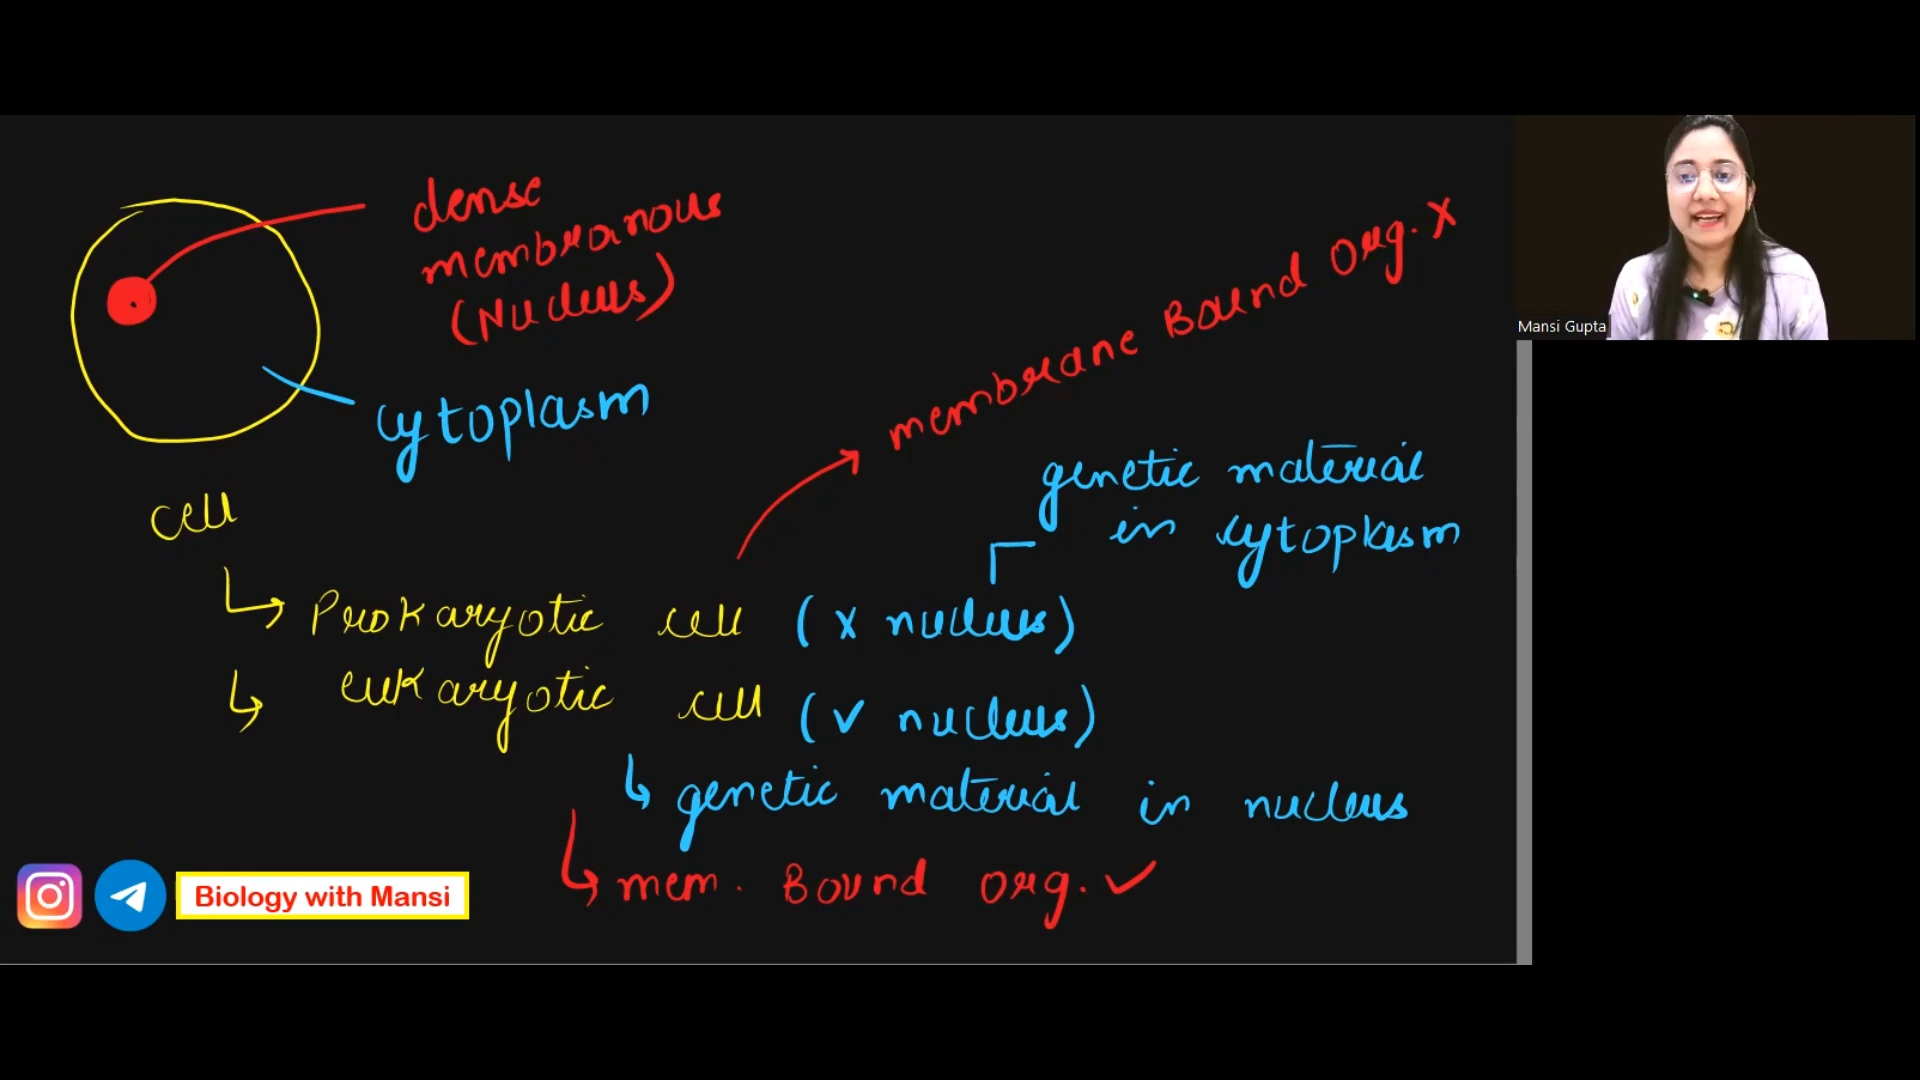 dense
membranous
(Nucleus)
cytoplasm
membrane Bound Org. x
genetic material
in cytoplasm
cell
Prokaryotic cell (x nucleus)
eukaryotic cell (✓ nucleus)
genetic material in nucleus
mem. Bound org. ✓
Biology with Mansi
Mansi Gupta